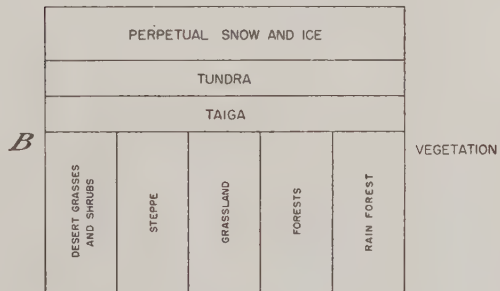 PERPETUAL SNOW AND ICE
TUNDRA
TAIGA
B
VEGETATION
DESERT GRASSES
AND SHRUBS
STEPPE
GRASSLAND
FORESTS
RAIN FOREST